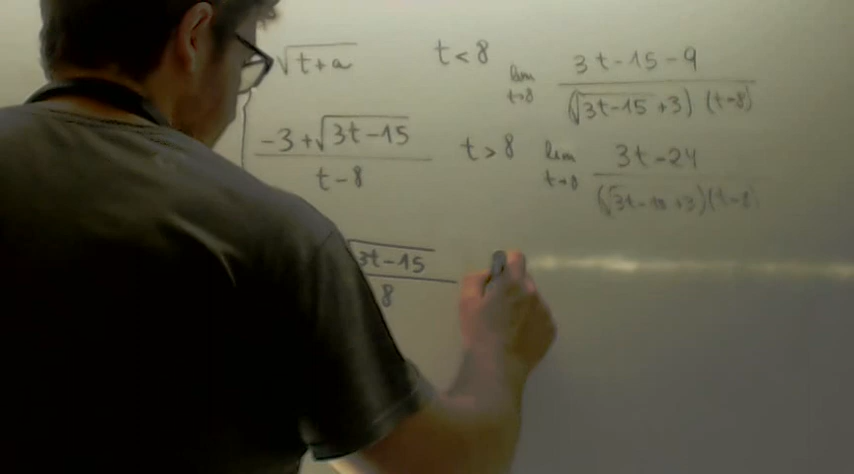 √t+a t<8
-3+√3t-15 t>8
t-8
√3t-15
8
lim 3t-15-9
t→8 (√3t-15+3)(t-8)
lim 3t-24
t→8 (√3t-15+3)(t-8)